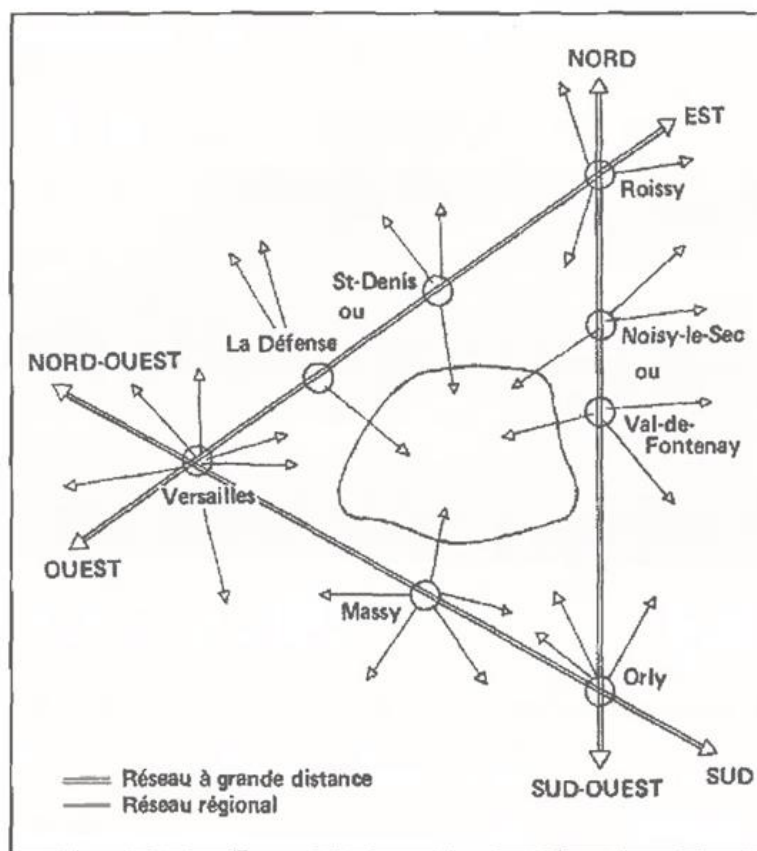 NORD
EST
Roissy
St-Denis
ou
La Défense
Noisy-le-Sec
ou
NORD-OUEST
Val-de-
Fontenay
Versailles
OUEST
Massy
Orly
Réseau à grande distance
SUD
SUD-OUEST
Réseau régional